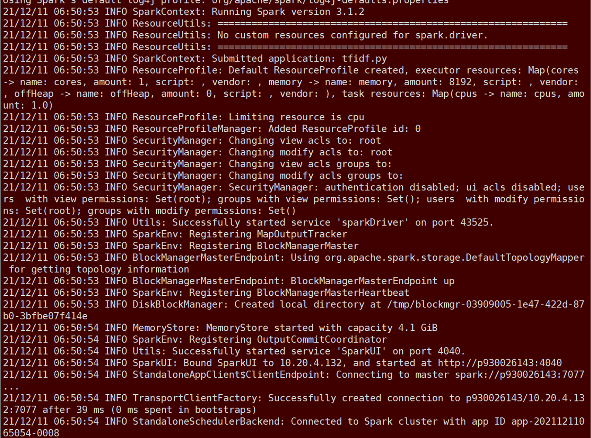 Using Spark's default log4j profile: org/apache/spark/log4j-defaults.properties
21/12/11 06:50:53 INFO SparkContext: Running Spark version 3.1.2
21/12/11 06:50:53 INFO ResourceUtils: ==============================================================
21/12/11 06:50:53 INFO ResourceUtils: No custom resources configured for spark.driver.
21/12/11 06:50:53 INFO ResourceUtils: ==============================================================
21/12/11 06:50:53 INFO SparkContext: Submitted application: tfidf.py
21/12/11 06:50:53 INFO ResourceProfile: Default ResourceProfile created, executor resources: Map(cores
-> name: cores, amount: 1, script: , vendor: , memory -> name: memory, amount: 8192, script: , vendor:
, offHeap -> name: offHeap, amount: 0, script: , vendor: ), task resources: Map(cpus -> name: cpus, amo
unt: 1.0)
21/12/11 06:50:53 INFO ResourceProfile: Limiting resource is cpu
21/12/11 06:50:53 INFO ResourceProfileManager: Added ResourceProfile id: 0
21/12/11 06:50:53 INFO SecurityManager: Changing view acls to: root
21/12/11 06:50:53 INFO SecurityManager: Changing modify acls to: root
21/12/11 06:50:53 INFO SecurityManager: Changing view acls groups to:
21/12/11 06:50:53 INFO SecurityManager: Changing modify acls groups to:
21/12/11 06:50:53 INFO SecurityManager: SecurityManager: authentication disabled; ui acls disabled; use
rs  with view permissions: Set(root); groups with view permissions: Set(); users  with modify permissio
ns: Set(root); groups with modify permissions: Set()
21/12/11 06:50:53 INFO Utils: Successfully started service 'sparkDriver' on port 43525.
21/12/11 06:50:53 INFO SparkEnv: Registering MapOutputTracker
21/12/11 06:50:53 INFO SparkEnv: Registering BlockManagerMaster
21/12/11 06:50:53 INFO BlockManagerMasterEndpoint: Using org.apache.spark.storage.DefaultTopologyMapper
for getting topology information
21/12/11 06:50:53 INFO BlockManagerMasterEndpoint: BlockManagerMasterEndpoint up
21/12/11 06:50:53 INFO SparkEnv: Registering BlockManagerMasterHeartbeat
21/12/11 06:50:53 INFO DiskBlockManager: Created local directory at /tmp/blockmgr-03909005-1e47-422d-87
b0-3bfbe07f414e
21/12/11 06:50:54 INFO MemoryStore: MemoryStore started with capacity 4.1 GiB
21/12/11 06:50:54 INFO SparkEnv: Registering OutputCommitCoordinator
21/12/11 06:50:54 INFO Utils: Successfully started service 'SparkUI' on port 4040.
21/12/11 06:50:54 INFO SparkUI: Bound SparkUI to 10.20.4.132, and started at http://p930026143:4040
21/12/11 06:50:54 INFO StandaloneAppClient$ClientEndpoint: Connecting to master spark://p930026143:7077
...
21/12/11 06:50:54 INFO TransportClientFactory: Successfully created connection to p930026143/10.20.4.13
2:7077 after 39 ms (0 ms spent in bootstraps)
21/12/11 06:50:54 INFO StandaloneSchedulerBackend: Connected to Spark cluster with app ID app-202112110
65054-0008